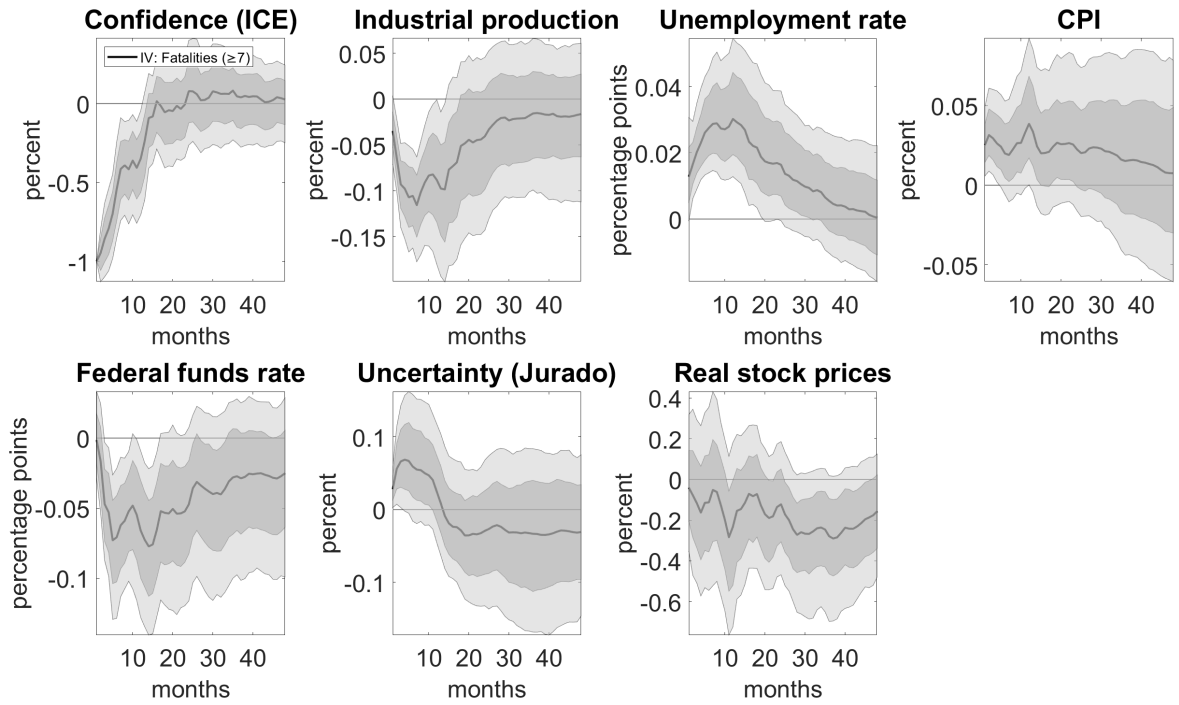 Confidence (ICE)
IV: Fatalities (≥7)
percent
0
-0.5
-1
10 20 30 40
months
Industrial production
percent
0.05
0
-0.05
-0.1
-0.15
10 20 30 40
months
Unemployment rate
percentage points
0.04
0.02
0
10 20 30 40
months
CPI
percent
0.05
0
-0.05
10 20 30 40
months
Federal funds rate
percentage points
0
-0.05
-0.1
10 20 30 40
months
Uncertainty (Jurado)
percent
0.1
0
-0.1
10 20 30 40
months
Real stock prices
percent
0.4
0.2
0
-0.2
-0.4
-0.6
10 20 30 40
months